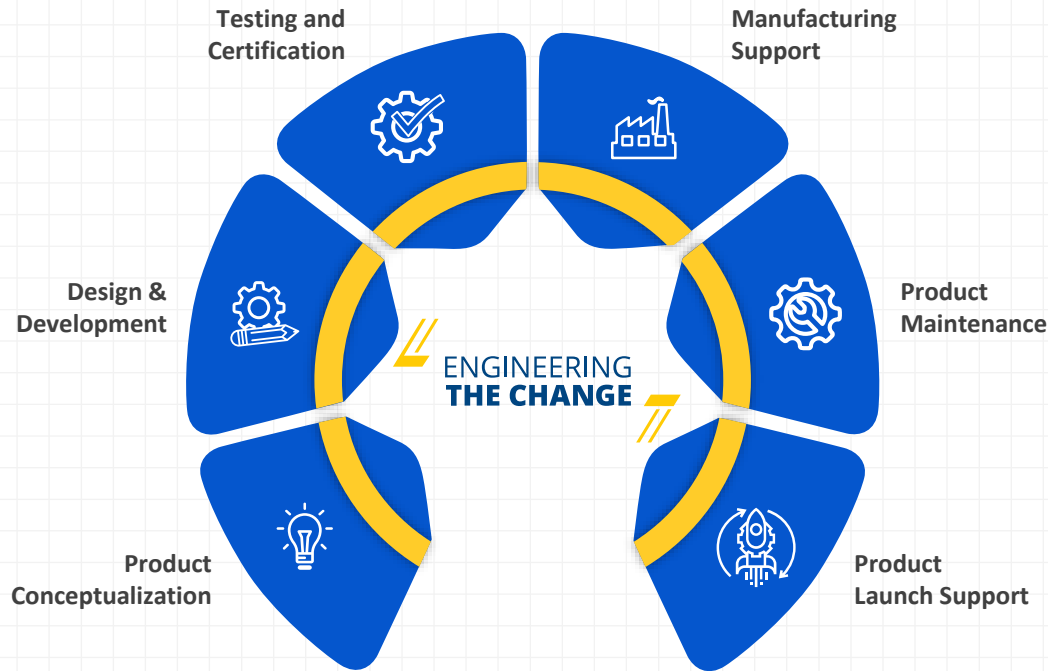 Testing and
Certification
Manufacturing
Support
Design &
Development
Product
Maintenance
ENGINEERING
THE CHANGE
Product
Conceptualization
Product
Launch Support